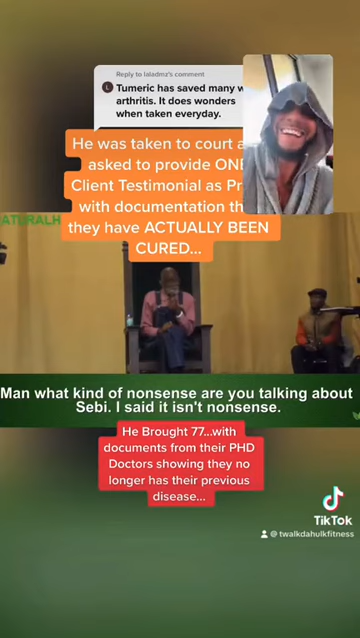 Reply to laladmz's comment
L
Tumeric has saved many w
arthritis. It does wonders
when taken everyday.
He was taken to court a
asked to provide ONE
Client Testimonial as Pr
with documentation th
they have ACTUALLY BEEN
CURED...
ATURALH
Man what kind of nonsense are you talking about
Sebi. I said it isn't nonsense.
He Brought 77...with
documents from their PHD
Doctors showing they no
longer has their previous
disease...
TikTok
@ twalkdahulkfitness